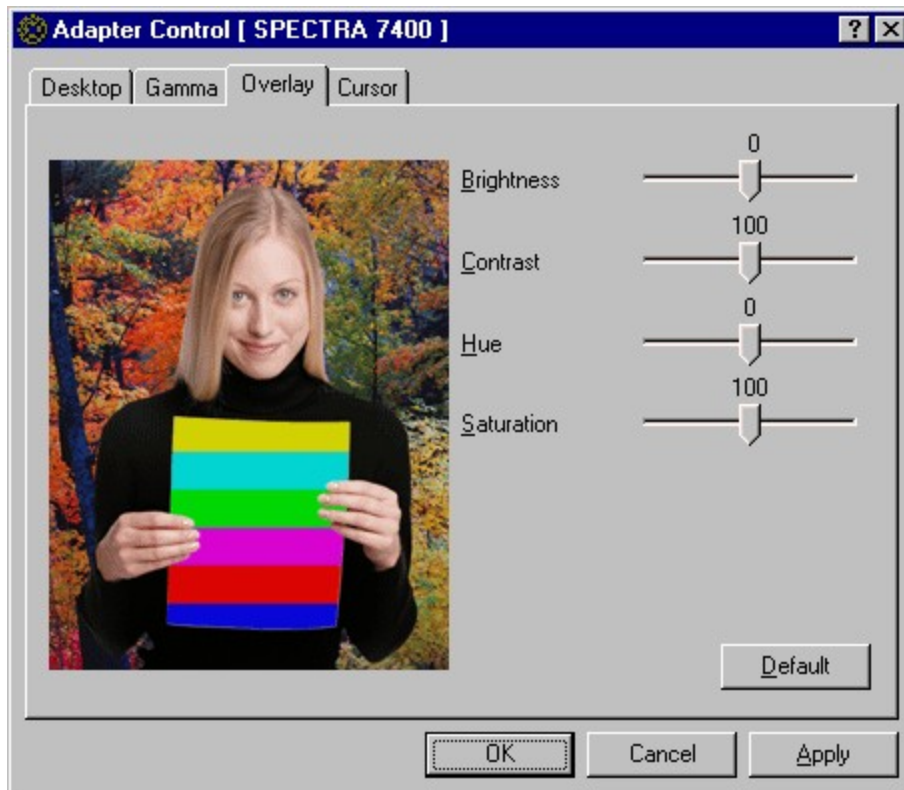 Adapter Control [ SPECTRA 7400 ]
Desktop Gamma Overlay Cursor
0
Brightness
100
Contrast
0
Hue
100
Saturation
Default
OK Cancel Apply